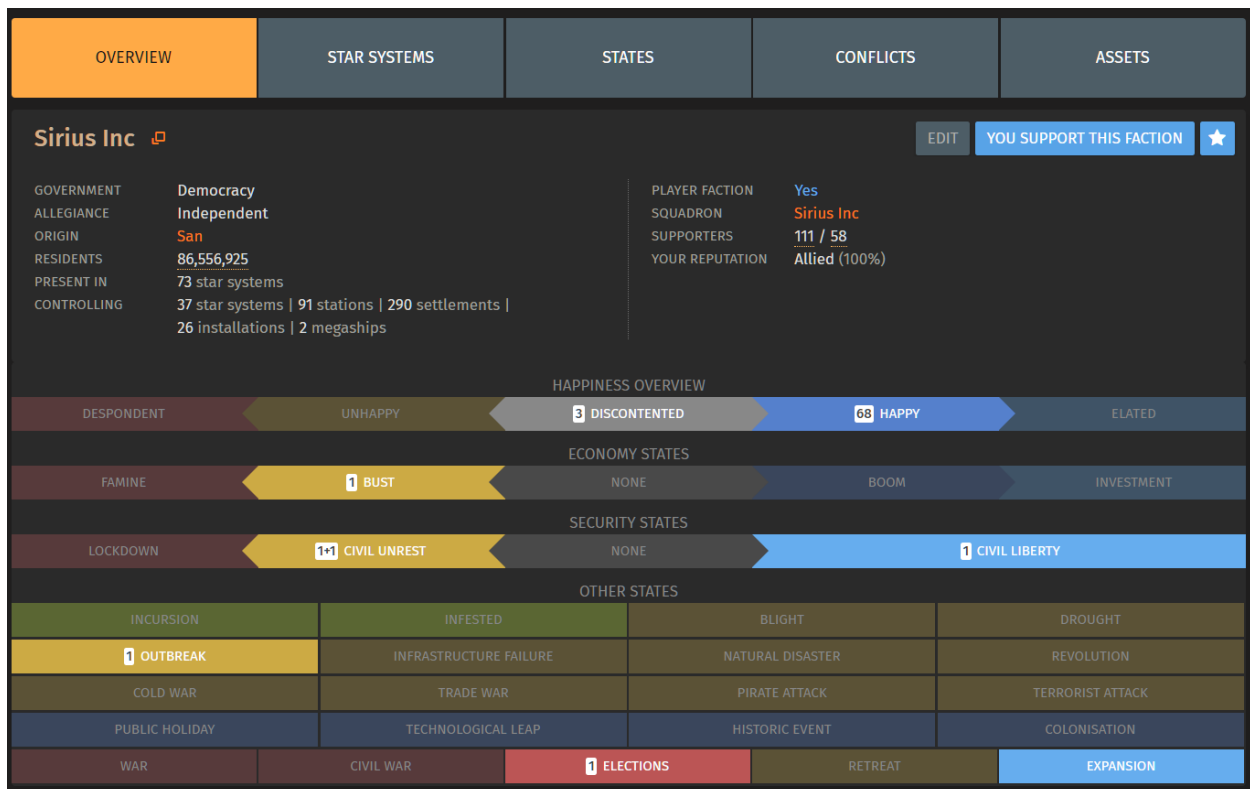 OVERVIEW STAR SYSTEMS STATES CONFLICTS ASSETS
Sirius Inc EDIT YOU SUPPORT THIS FACTION
GOVERNMENT Democracy PLAYER FACTION Yes
ALLEGIANCE Independent SQUADRON Sirius Inc
ORIGIN San SUPPORTERS 111 / 58
RESIDENTS 86,556,925 YOUR REPUTATION Allied (100%)
PRESENT IN 73 star systems
CONTROLLING 37 star systems | 91 stations | 290 settlements |
26 installations | 2 megaships
HAPPINESS OVERVIEW
DESPONDENT UNHAPPY 3 DISCONTENTED 68 HAPPY ELATED
ECONOMY STATES
FAMINE 1 BUST NONE BOOM INVESTMENT
SECURITY STATES
LOCKDOWN 1+1 CIVIL UNREST NONE 1 CIVIL LIBERTY
OTHER STATES
INCURSION INFESTED BLIGHT DROUGHT
1 OUTBREAK INFRASTRUCTURE FAILURE NATURAL DISASTER REVOLUTION
COLD WAR TRADE WAR PIRATE ATTACK TERRORIST ATTACK
PUBLIC HOLIDAY TECHNOLOGICAL LEAP HISTORIC EVENT COLONISATION
WAR CIVIL WAR 1 ELECTIONS RETREAT EXPANSION